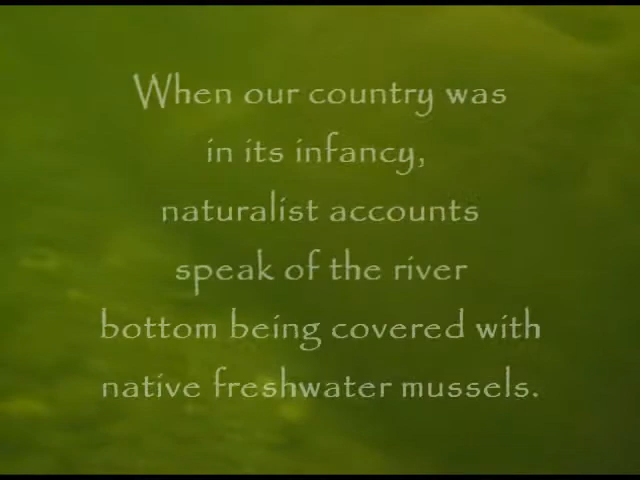 When our country was
in its infancy,
naturalist accounts
speak of the river
bottom being covered with
native freshwater mussels.